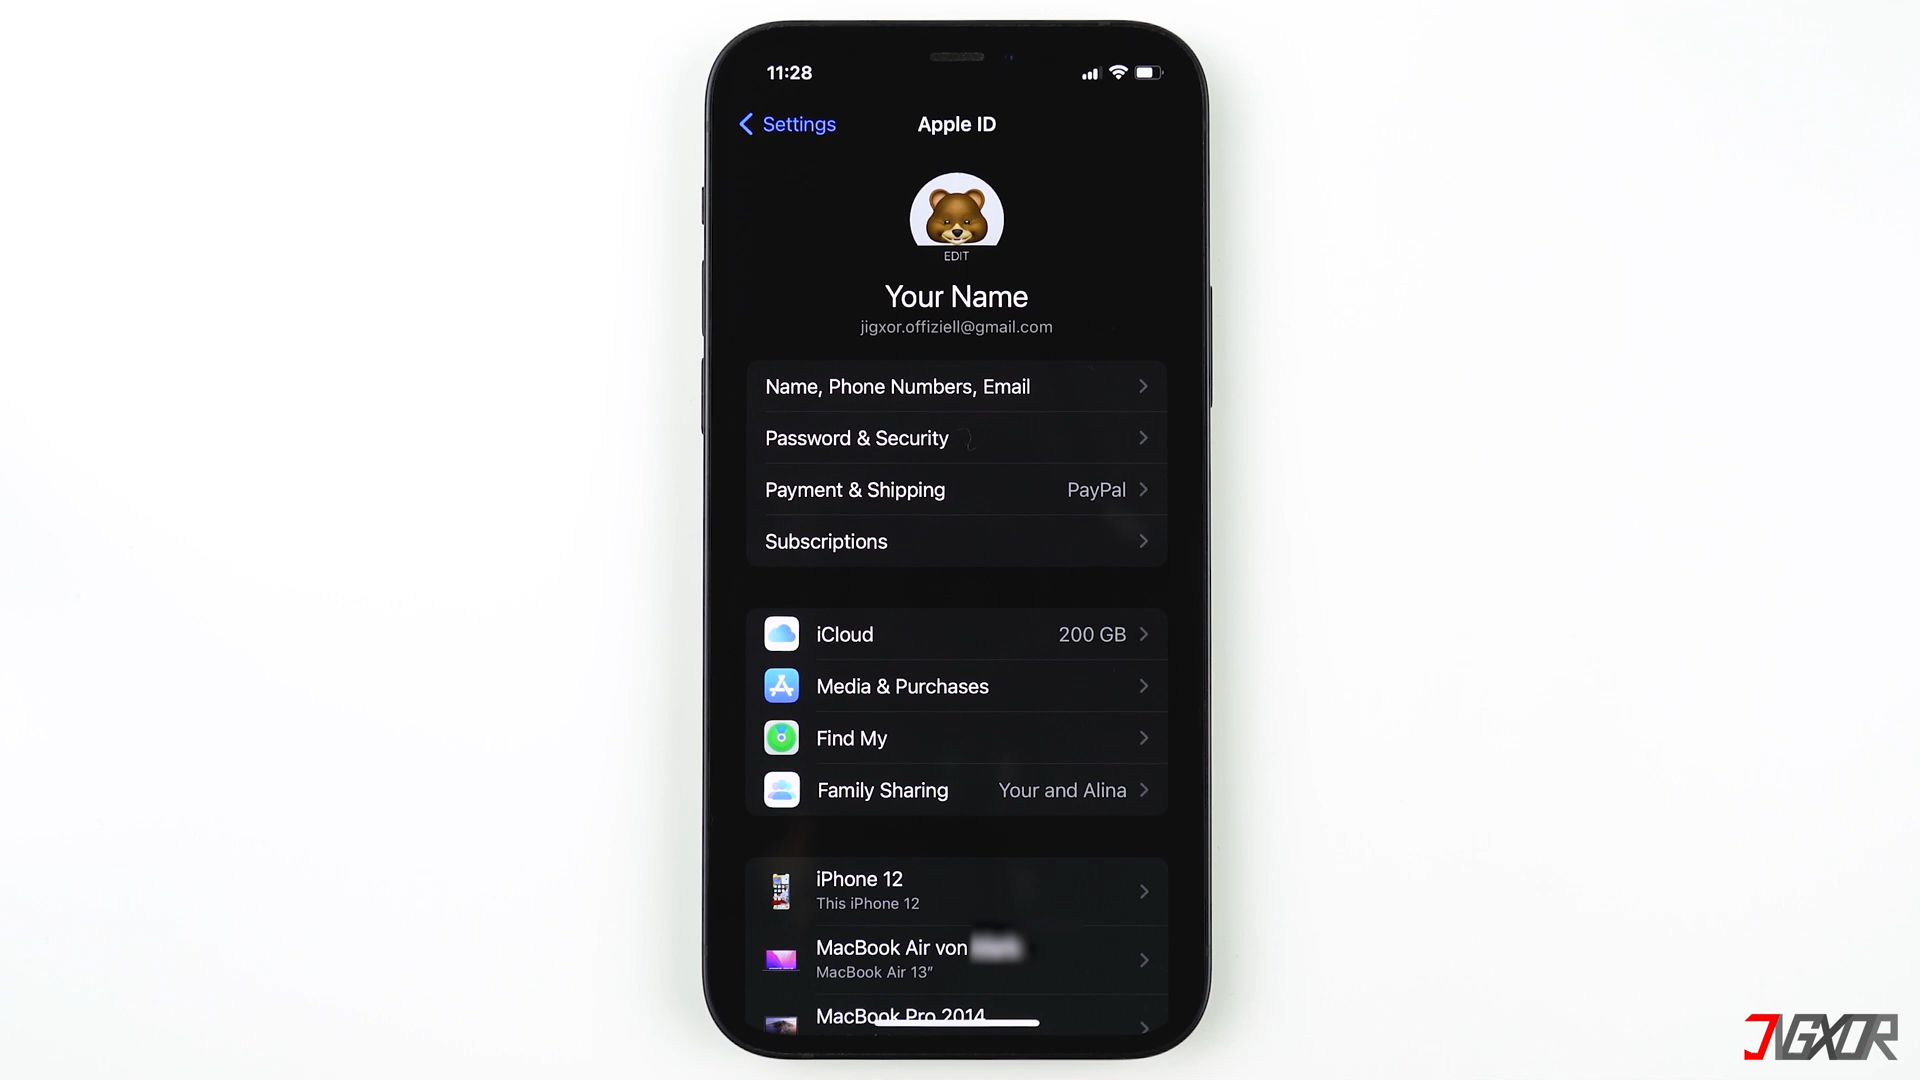 11:28
Settings
Apple ID
EDIT
Your Name
jigxor.offiziell@gmail.com
Name, Phone Numbers, Email
Password & Security
Payment & Shipping PayPal
Subscriptions
iCloud 200 GB
Media & Purchases
Find My
Family Sharing Your and Alina
iPhone 12
This iPhone 12
MacBook Air von
MacBook Air 13″
MacBook Pro 2014
JIGXOR